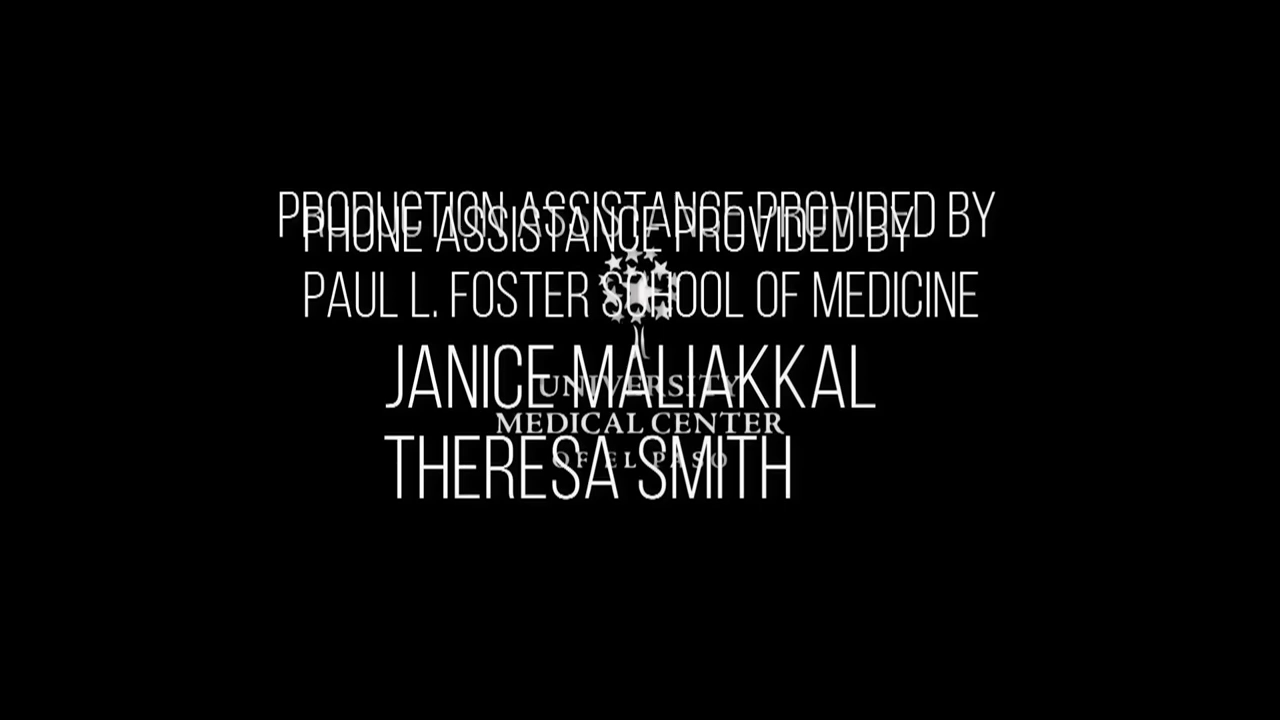 PRODUCTION ASSISTANCE PROVIDED BY
PHONE ASSISTANCE PROVIDED BY
PAUL L. FOSTER SCHOOL OF MEDICINE
JANICE MALIAKKAL
UNIVERSITY
MEDICAL CENTER
THERESA SMITH
OF EL PASO